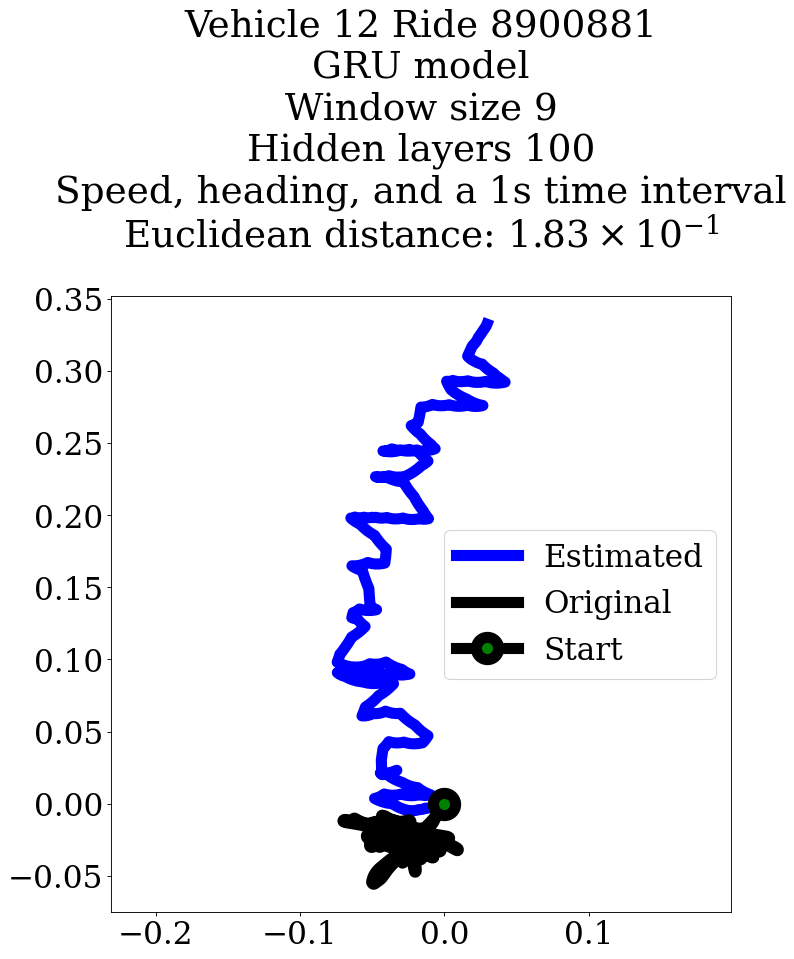 Vehicle 12 Ride 8900881
GRU model
Window size 9
Hidden layers 100
Speed, heading, and a 1s time interval
Euclidean distance: 1.83 × 10⁻¹
0.35
0.30
0.25
0.20
0.15
0.10
0.05
0.00
−0.05
Estimated
Original
Start
−0.2
−0.1
0.0
0.1